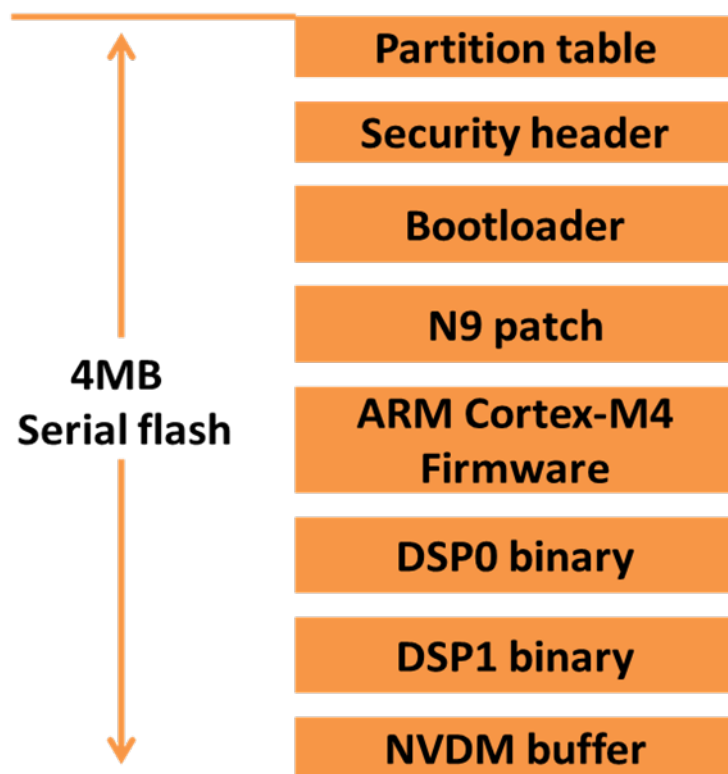 Partition table
Security header
Bootloader
N9 patch
4MB
Serial flash
ARM Cortex-M4
Firmware
DSP0 binary
DSP1 binary
NVDM buffer